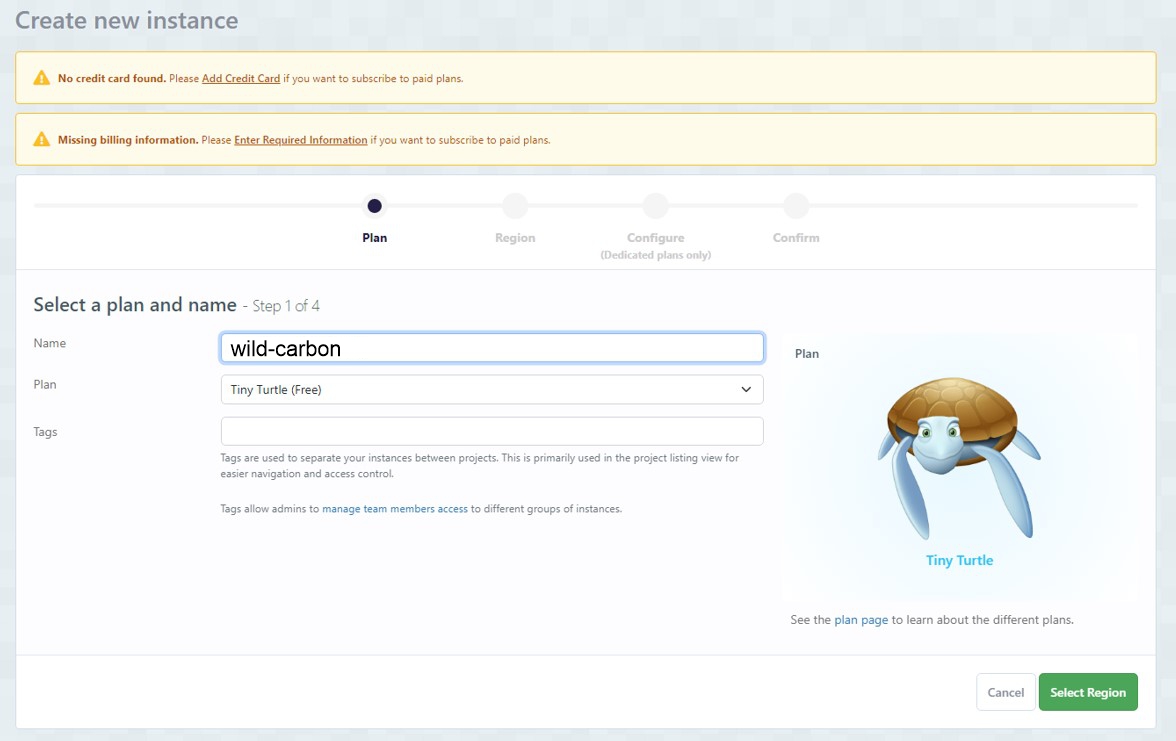 Create new instance
No credit card found. Please Add Credit Card if you want to subscribe to paid plans.
Missing billing information. Please Enter Required Information if you want to subscribe to paid plans.
Plan
Region
Configure
(Dedicated plans only)
Confirm
Select a plan and name - Step 1 of 4
Name
wild-carbon
Plan
Tiny Turtle (Free)
Tags
Tags are used to separate your instances between projects. This is primarily used in the project listing view for
easier navigation and access control.
Tags allow admins to manage team members access to different groups of instances.
Plan
Tiny Turtle
See the plan page to learn about the different plans.
Cancel
Select Region